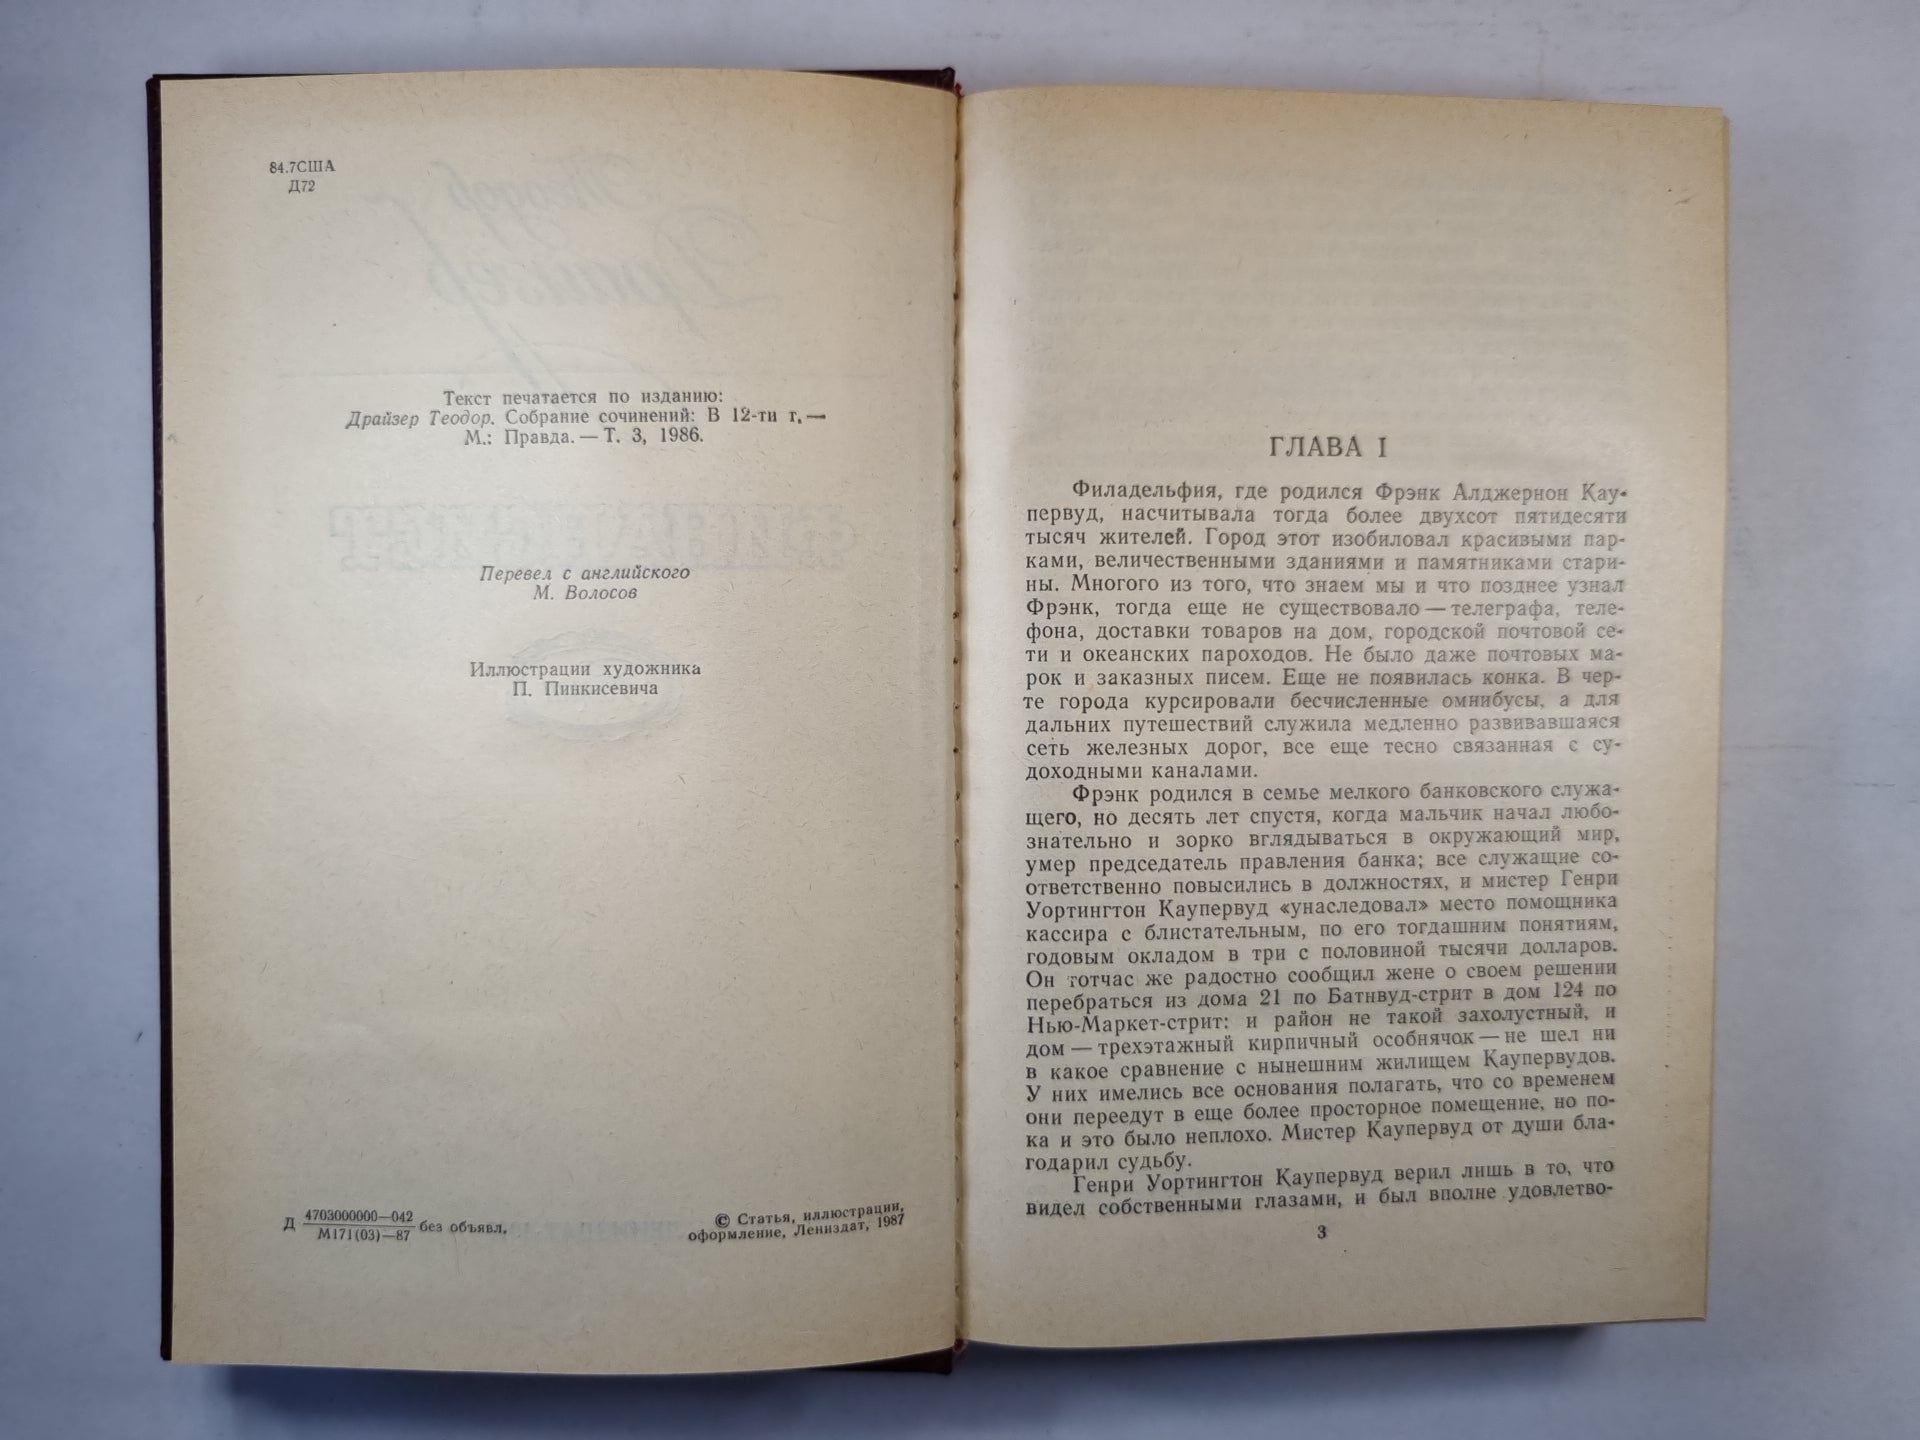 84.7США
Д72
Текст печатается по изданию:
Драйзер Теодор. Собрание сочинений: В 12-ти т. —
М.: Правда. — Т. 3, 1986.
Перевел с английского
М. Волосов
Иллюстрации художника
П. Пинкисевича
Д 4703000000—042 без объявл.
М171(03)—87
© Статья, иллюстрации,
оформление, Лениздат, 1987
ГЛАВА I
Филадельфия, где родился Фрэнк Алджернон Кау-
первуд, насчитывала тогда более двухсот пятидесяти
тысяч жителей. Город этот изобиловал красивыми пар-
ками, величественными зданиями и памятниками стари-
ны. Многого из того, что знаем мы и что позднее узнал
Фрэнк, тогда еще не существовало — телеграфа, теле-
фона, доставки товаров на дом, городской почтовой се-
ти и океанских пароходов. Не было даже почтовых ма-
рок и заказных писем. Еще не появилась конка. В чер-
те города курсировали бесчисленные омнибусы, а для
дальних путешествий служила медленно развивавшаяся
сеть железных дорог, все еще тесно связанная с су-
доходными каналами.
Фрэнк родился в семье мелкого банковского служа-
щего, но десять лет спустя, когда мальчик начал любо-
знательно и зорко вглядываться в окружающий мир,
умер председатель правления банка; все служащие со-
ответственно повысились в должностях, и мистер Генри
Уортингтон Каупервуд «унаследовал» место помощника
кассира с блистательным, по его тогдашним понятиям,
годовым окладом в три с половиной тысячи долларов.
Он тотчас же радостно сообщил жене о своем решении
перебраться из дома 21 по Батнвуд-стрит в дом 124 по
Нью-Маркет-стрит: и район не такой захолустный, и
дом — трехэтажный кирпичный особнячок — не шел ни
в какое сравнение с нынешним жилищем Каупервудов.
У них имелись все основания полагать, что со временем
они переедут в еще более просторное помещение, но по-
ка и это было неплохо. Мистер Каупервуд от души бла-
годарил судьбу.
Генри Уортингтон Каупервуд верил лишь в то, что
видел собственными глазами, и был вполне удовлетво-
3